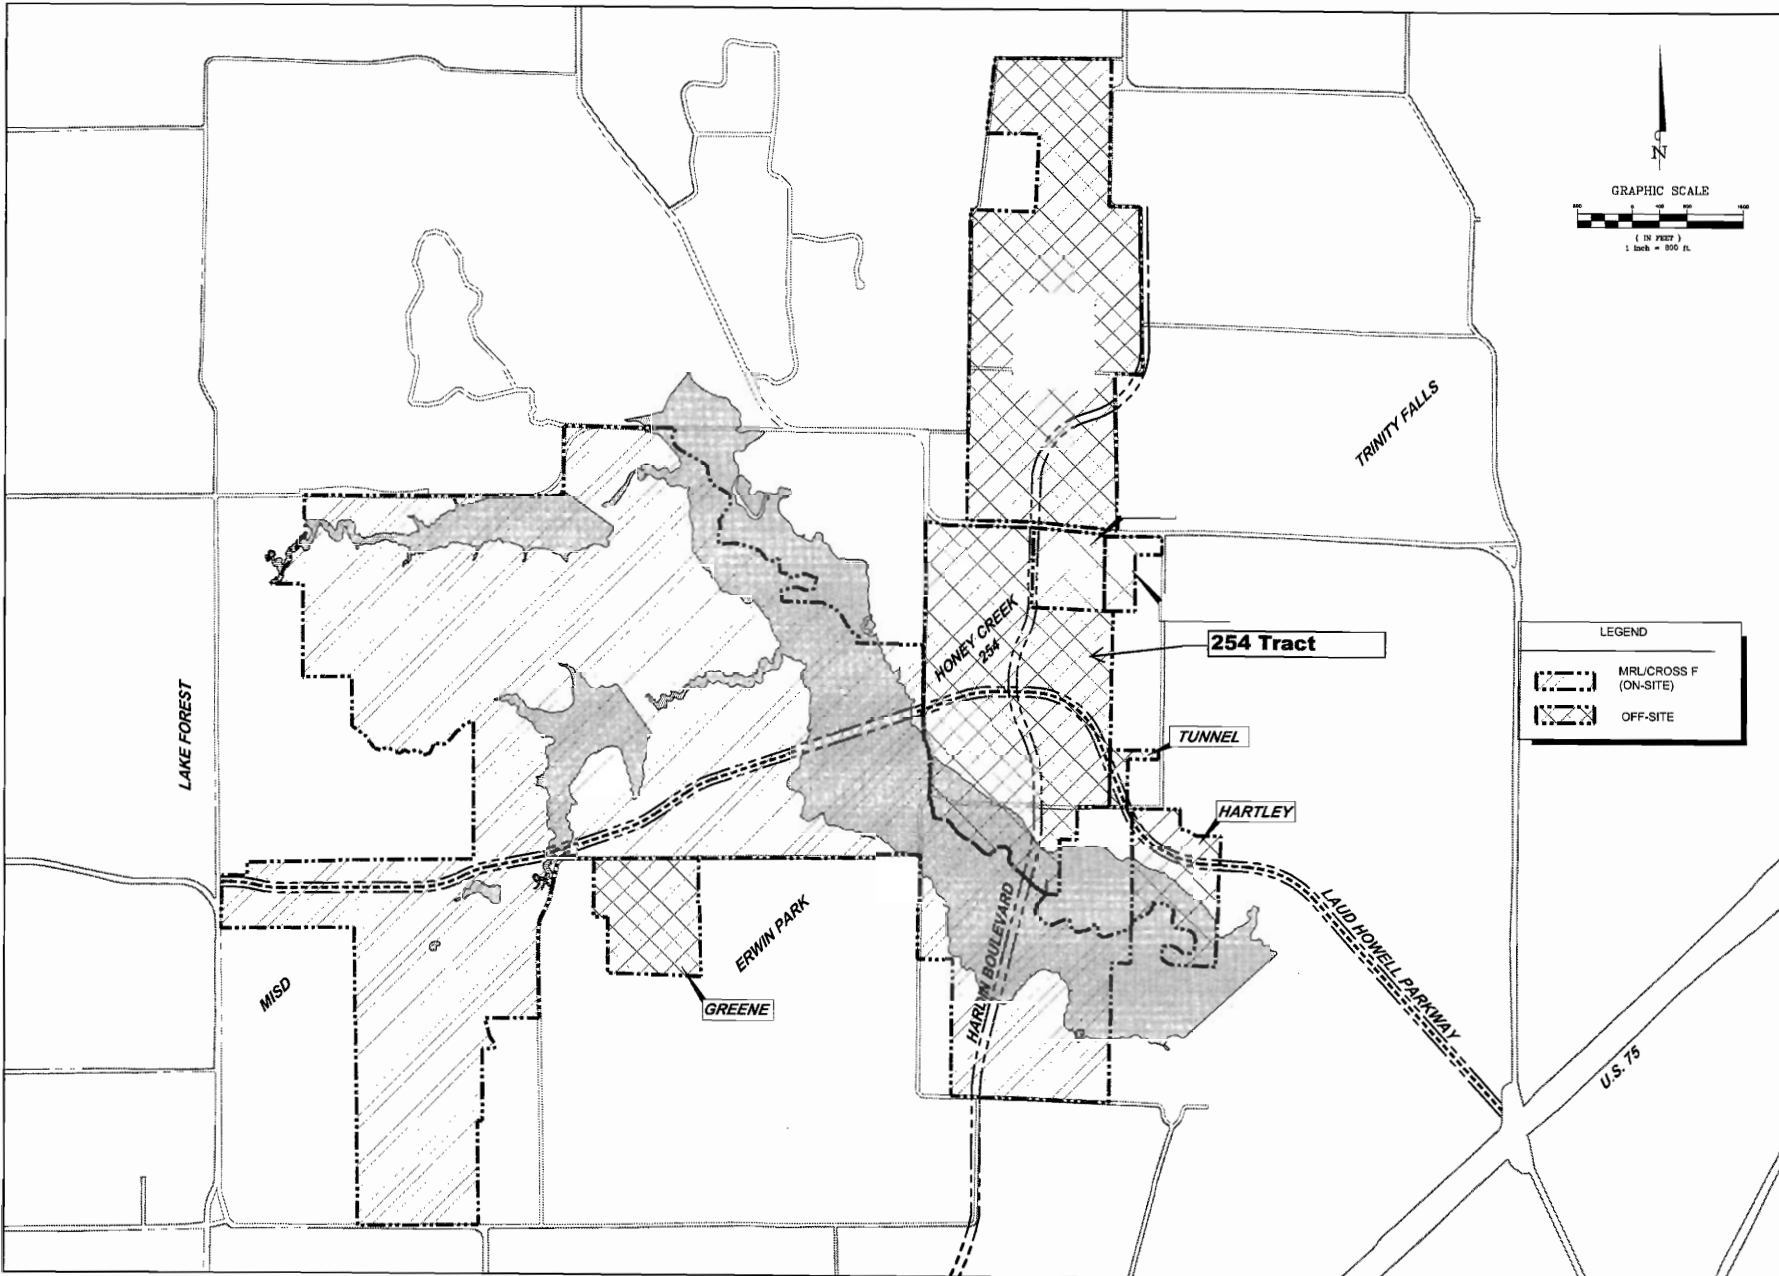 N
GRAPHIC SCALE
( IN FEET )
1 inch = 800 ft.
TRINITY FALLS
HONEY CREEK
254
254 Tract
LEGEND
MRL/CROSS F
(ON-SITE)
OFF-SITE
LAKE FOREST
TUNNEL
HARTLEY
LAUD HOWELL PARKWAY
ERWIN PARK
HARDIN BOULEVARD
MISD
GREENE
U.S. 75